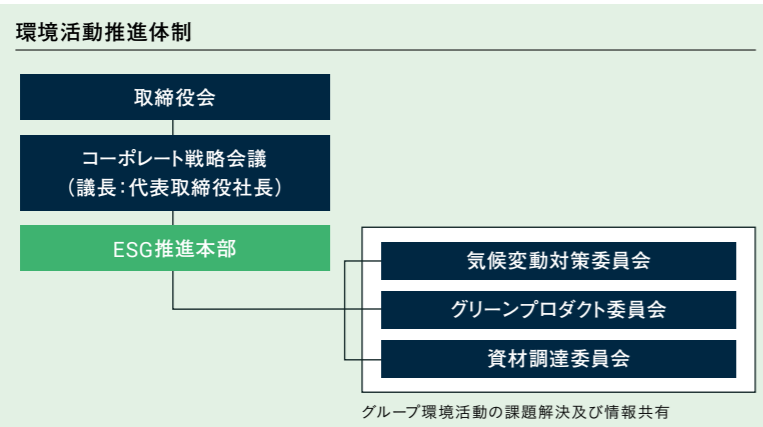 環境活動推進体制
取締役会
コーポレート戦略会議
（議長：代表取締役社長）
ESG推進本部
気候変動対策委員会
グリーンプロダクト委員会
資材調達委員会
グループ環境活動の課題解決及び情報共有